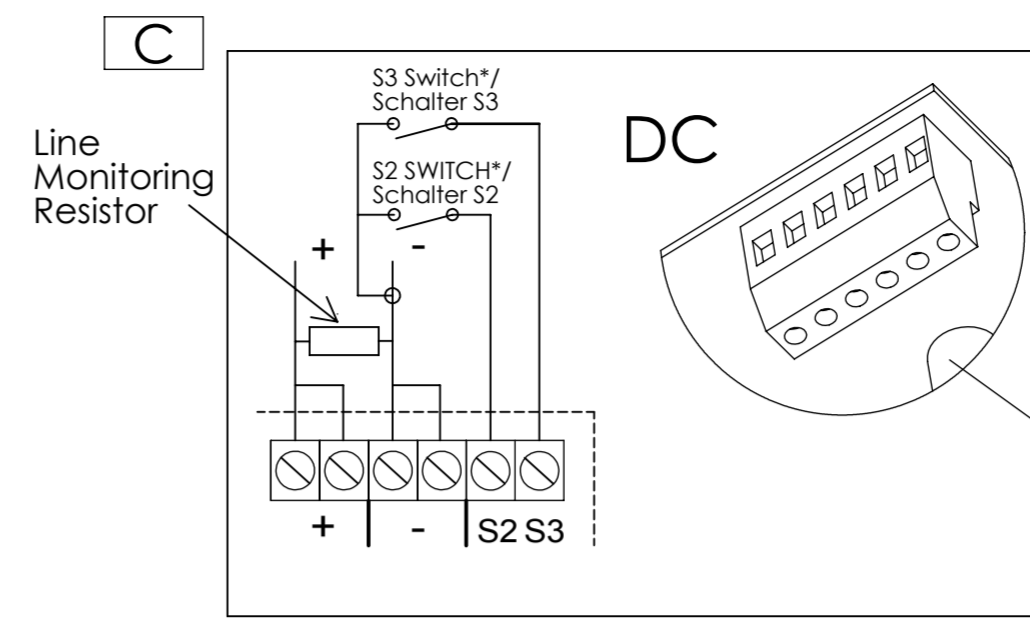 C
S3 Switch*/
Schalter S3
DC
Line
Monitoring
Resistor
S2 SWITCH*/
Schalter S2
+ -
+ - S2 S3